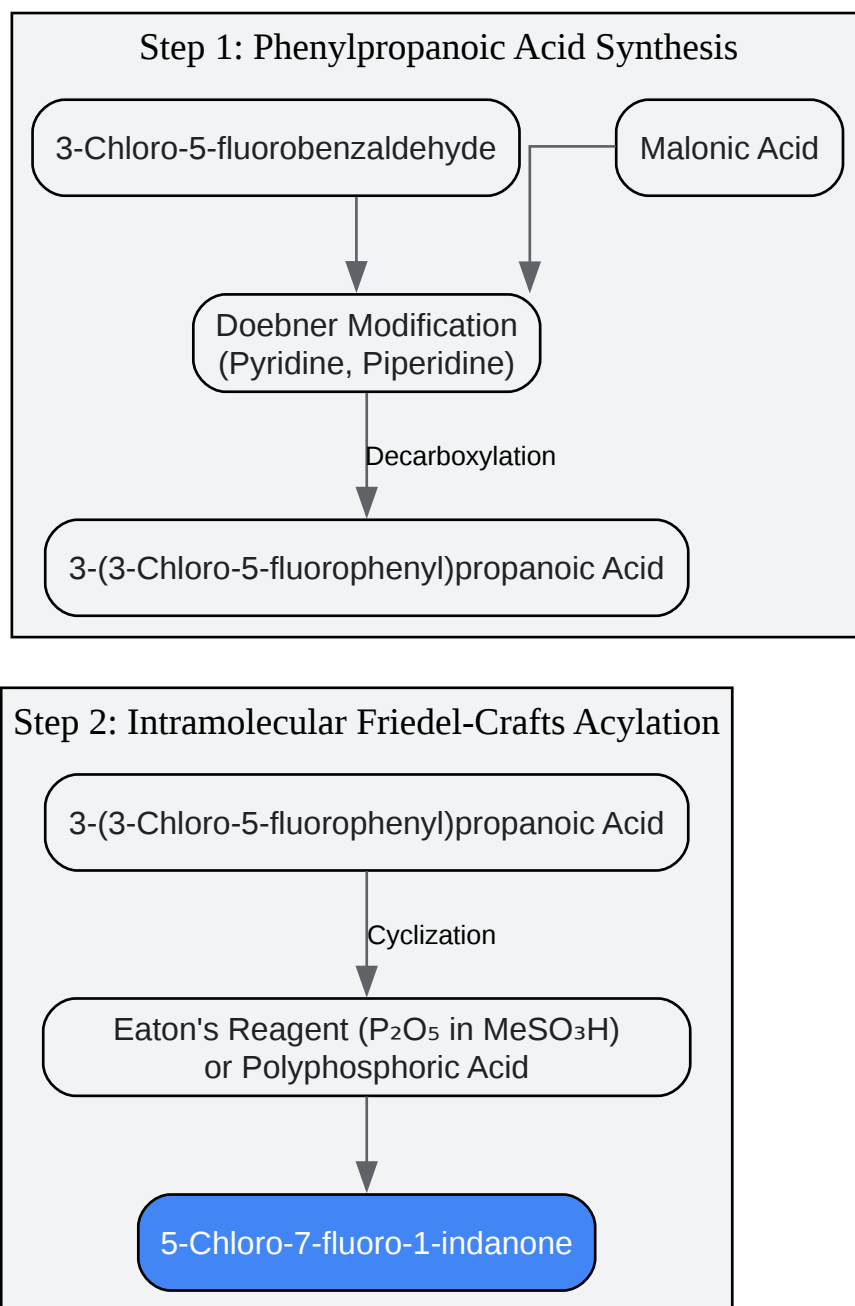 Step 1: Phenylpropanoic Acid Synthesis
3-Chloro-5-fluorobenzaldehyde
Malonic Acid
Doebner Modification
(Pyridine, Piperidine)
Decarboxylation
3-(3-Chloro-5-fluorophenyl)propanoic Acid
Step 2: Intramolecular Friedel-Crafts Acylation
3-(3-Chloro-5-fluorophenyl)propanoic Acid
Cyclization
Eaton's Reagent (P₂O₅ in MeSO₃H)
or Polyphosphoric Acid
5-Chloro-7-fluoro-1-indanone